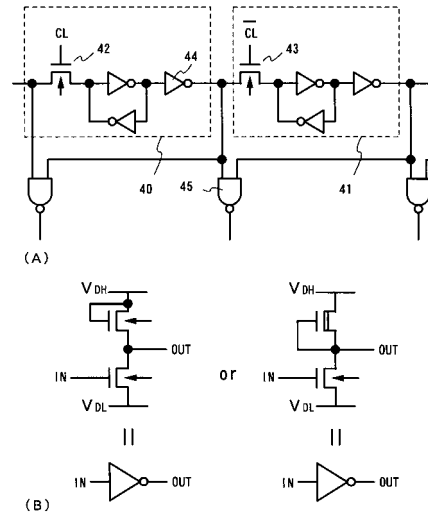 CL
42
44
C̅L̅
43
40
45
41
(A)
VDH
VDH
OUT
OUT
IN
or
IN
VDL
VDL
=
=
IN
OUT
IN
OUT
(B)